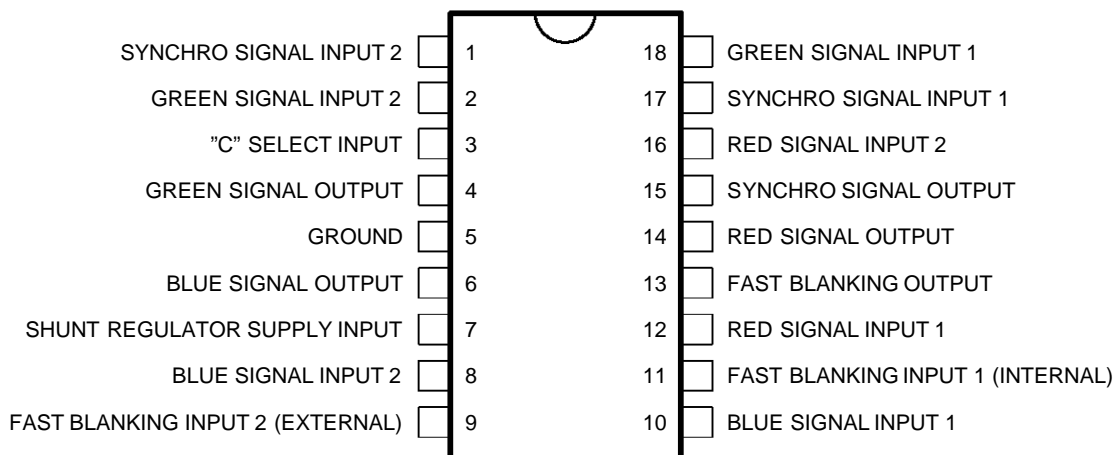 SYNCHRO SIGNAL INPUT 2 1 18 GREEN SIGNAL INPUT 1
GREEN SIGNAL INPUT 2 2 17 SYNCHRO SIGNAL INPUT 1
”C” SELECT INPUT 3 16 RED SIGNAL INPUT 2
GREEN SIGNAL OUTPUT 4 15 SYNCHRO SIGNAL OUTPUT
GROUND 5 14 RED SIGNAL OUTPUT
BLUE SIGNAL OUTPUT 6 13 FAST BLANKING OUTPUT
SHUNT REGULATOR SUPPLY INPUT 7 12 RED SIGNAL INPUT 1
BLUE SIGNAL INPUT 2 8 11 FAST BLANKING INPUT 1 (INTERNAL)
FAST BLANKING INPUT 2 (EXTERNAL) 9 10 BLUE SIGNAL INPUT 1